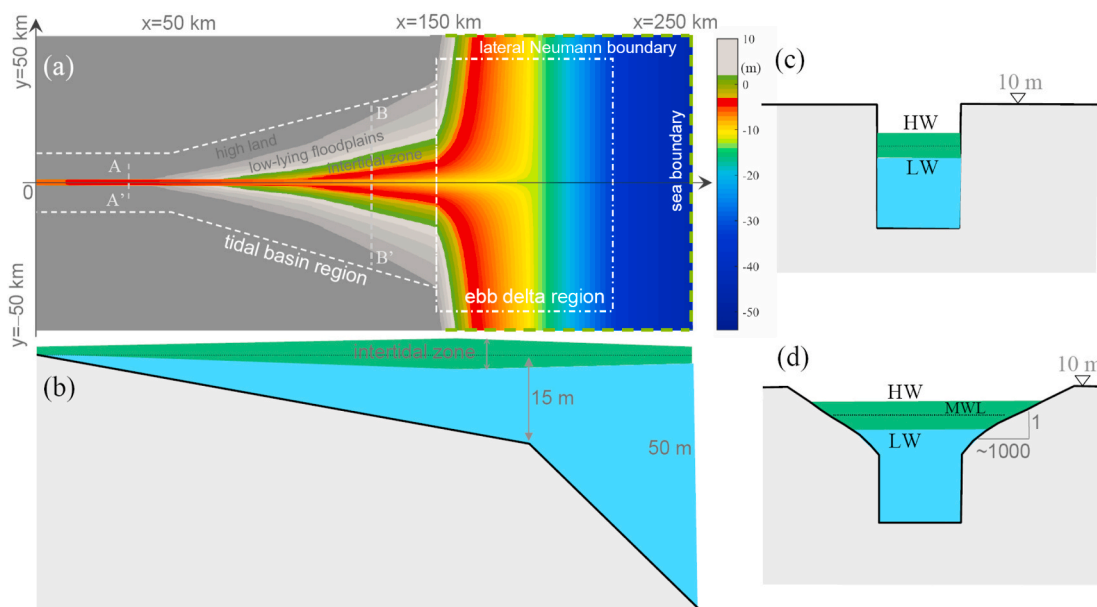 x=50 km
x=150 km
x=250 km
y=50 km
0
y=−50 km
(a)
lateral Neumann boundary
sea boundary
high land
low-lying floodplains
intertidal zone
A
A'
B
B'
tidal basin region
ebb delta region
10
(m)
0
-10
-20
-30
-40
-50
(b)
intertidal zone
15 m
50 m
(c)
10 m
HW
LW
(d)
10 m
HW
MWL
LW
1
~1000